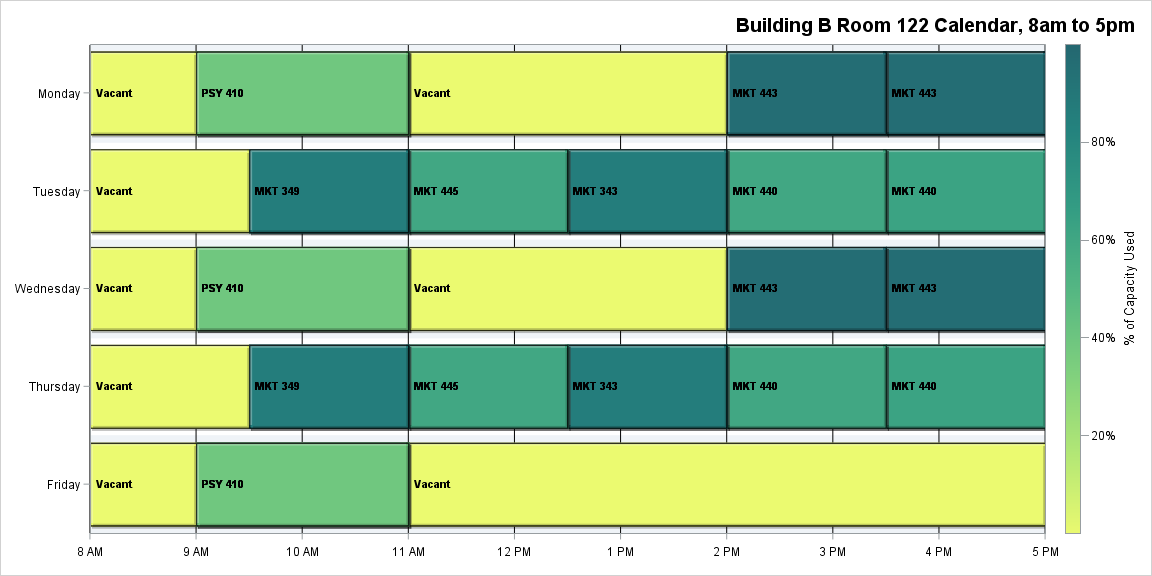 Building B Room 122 Calendar, 8am to 5pm
Monday
Vacant
PSY 410
Vacant
MKT 443
MKT 443
Tuesday
Vacant
MKT 349
MKT 445
MKT 343
MKT 440
MKT 440
Wednesday
Vacant
PSY 410
Vacant
MKT 443
MKT 443
Thursday
Vacant
MKT 349
MKT 445
MKT 343
MKT 440
MKT 440
Friday
Vacant
PSY 410
Vacant
8 AM
9 AM
10 AM
11 AM
12 PM
1 PM
2 PM
3 PM
4 PM
5 PM
80%
60%
40%
20%
% of Capacity Used